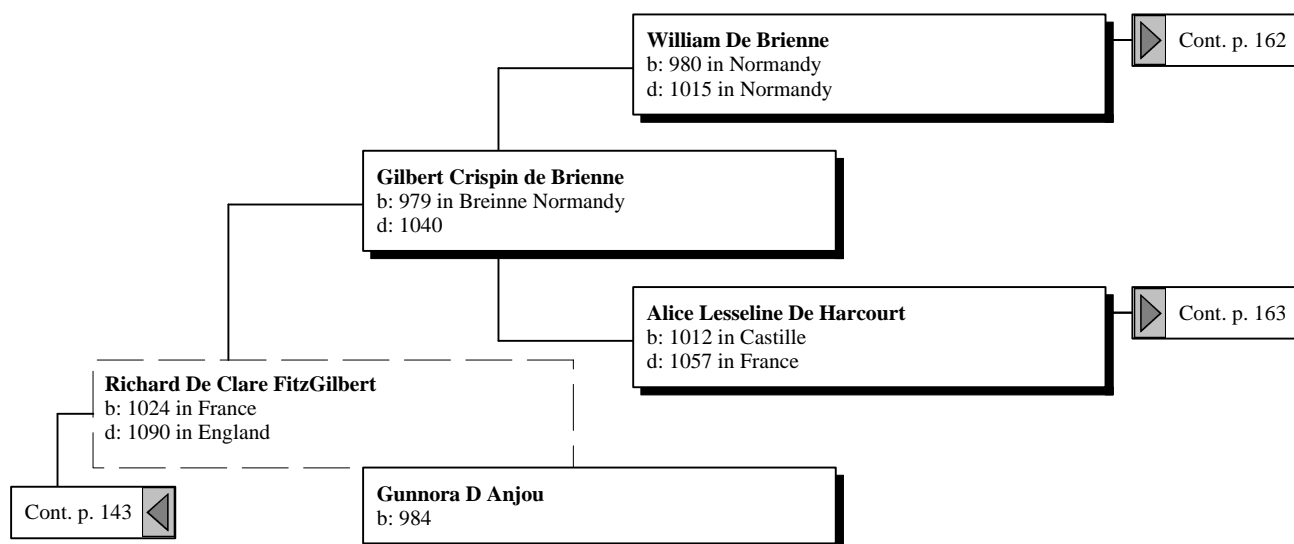 William De Brienne
b: 980 in Normandy
d: 1015 in Normandy
Cont. p. 162
Gilbert Crispin de Brienne
b: 979 in Breinne Normandy
d: 1040
Alice Lesseline De Harcourt
b: 1012 in Castille
d: 1057 in France
Cont. p. 163
Richard De Clare FitzGilbert
b: 1024 in France
d: 1090 in England
Cont. p. 143
Gunnora D Anjou
b: 984